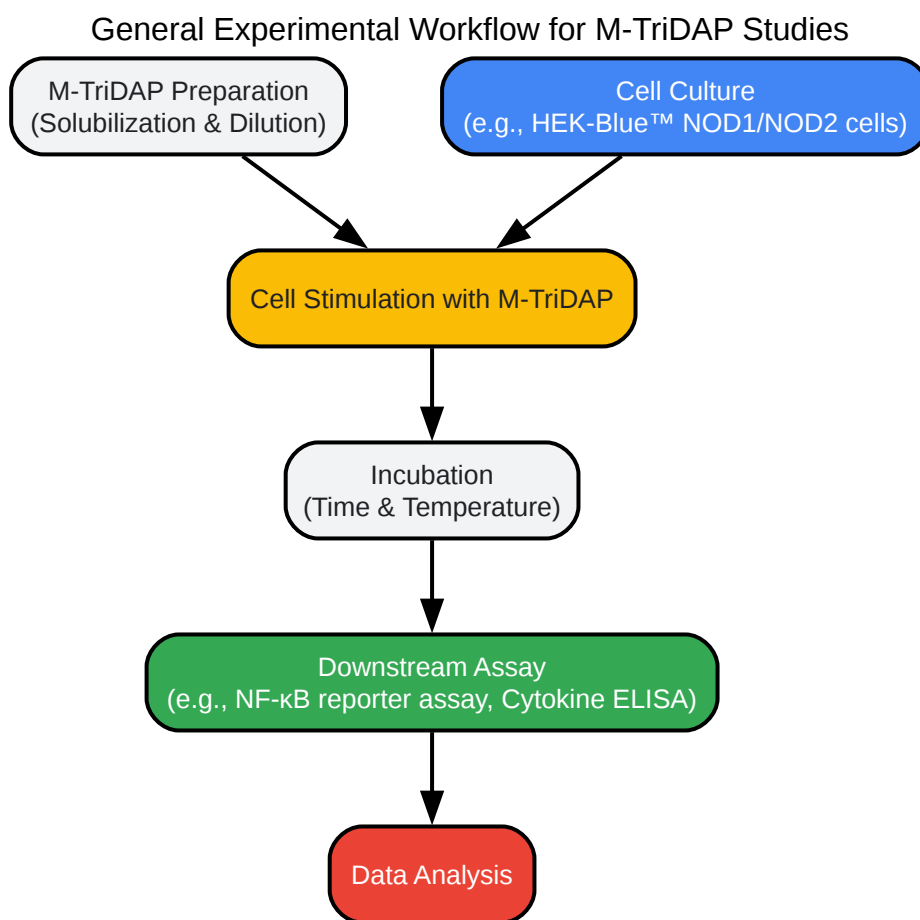 General Experimental Workflow for M-TriDAP Studies
M-TriDAP Preparation
(Solubilization & Dilution)
Cell Culture
(e.g., HEK-Blue™ NOD1/NOD2 cells)
Cell Stimulation with M-TriDAP
Incubation
(Time & Temperature)
Downstream Assay
(e.g., NF-κB reporter assay, Cytokine ELISA)
Data Analysis